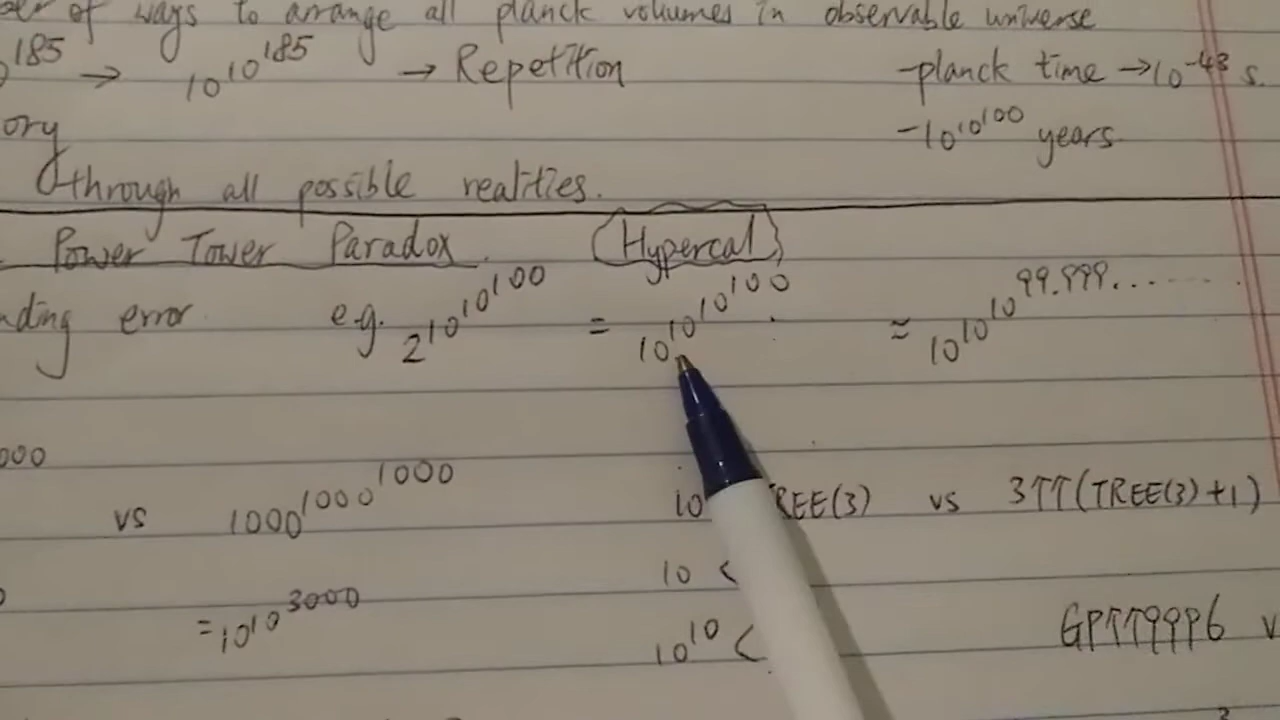 of ways to arrange all planck volumes in observable universe
185 → 10^10^185 → Repetition -planck time → 10^-43 s.
ory -10^10^100 years
through all possible realities.
Power Tower Paradox. (Hypercal)
nding error e.g. 2^10^10^100 = 10^10^10^100 . ≈ 10^10^10^99.999.......
000 vs 1000^1000^1000 10 REE(3) vs 3↑↑(TREE(3)+1)
=10^10^3000 10 <
10^10 < GP↑↑99P6 v